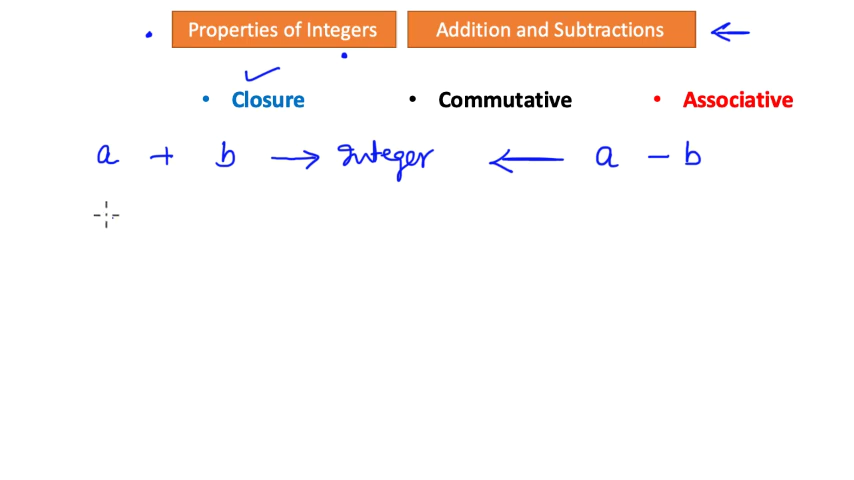 Properties of Integers Addition and Subtractions
• Closure • Commutative • Associative
a + b → Integer ← a - b